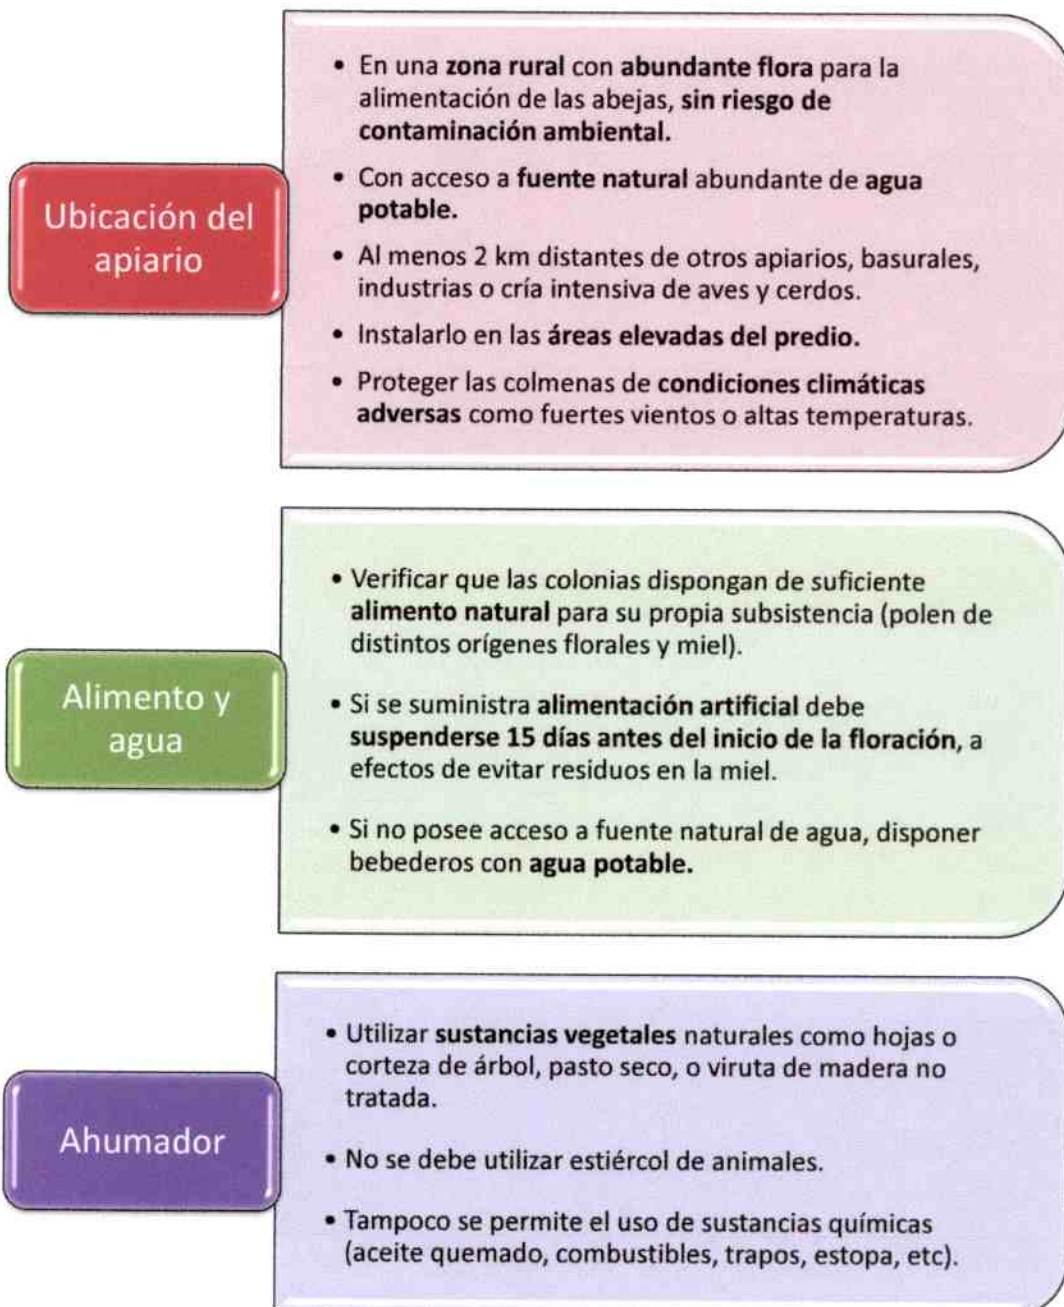 Ubicación del
apiario
• En una zona rural con abundante flora para la
alimentación de las abejas, sin riesgo de
contaminación ambiental.
• Con acceso a fuente natural abundante de agua
potable.
• Al menos 2 km distantes de otros apiarios, basurales,
industrias o cría intensiva de aves y cerdos.
• Instalarlo en las áreas elevadas del predio.
• Proteger las colmenas de condiciones climáticas
adversas como fuertes vientos o altas temperaturas.
Alimento y
agua
• Verificar que las colonias dispongan de suficiente
alimento natural para su propia subsistencia (polen de
distintos orígenes florales y miel).
• Si se suministra alimentación artificial debe
suspenderse 15 días antes del inicio de la floración, a
efectos de evitar residuos en la miel.
• Si no posee acceso a fuente natural de agua, disponer
bebederos con agua potable.
Ahumador
• Utilizar sustancias vegetales naturales como hojas o
corteza de árbol, pasto seco, o viruta de madera no
tratada.
• No se debe utilizar estiércol de animales.
• Tampoco se permite el uso de sustancias químicas
(aceite quemado, combustibles, trapos, estopa, etc).